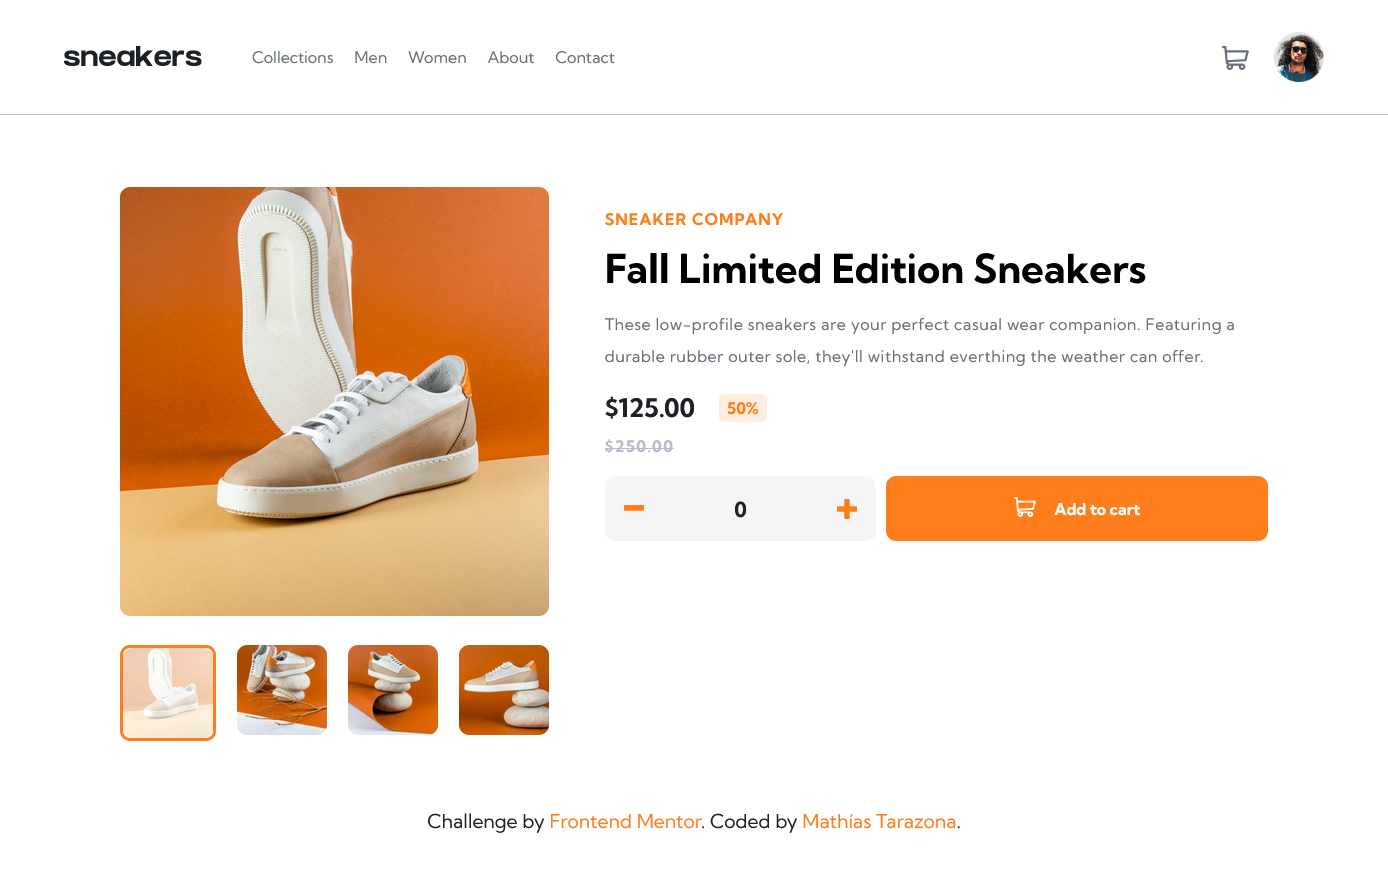 sneakers
Collections Men Women About Contact
SNEAKER COMPANY
Fall Limited Edition Sneakers
These low-profile sneakers are your perfect casual wear companion. Featuring a
durable rubber outer sole, they'll withstand everthing the weather can offer.
$125.00 50%
$250.00
0
Add to cart
Challenge by Frontend Mentor. Coded by Mathías Tarazona.